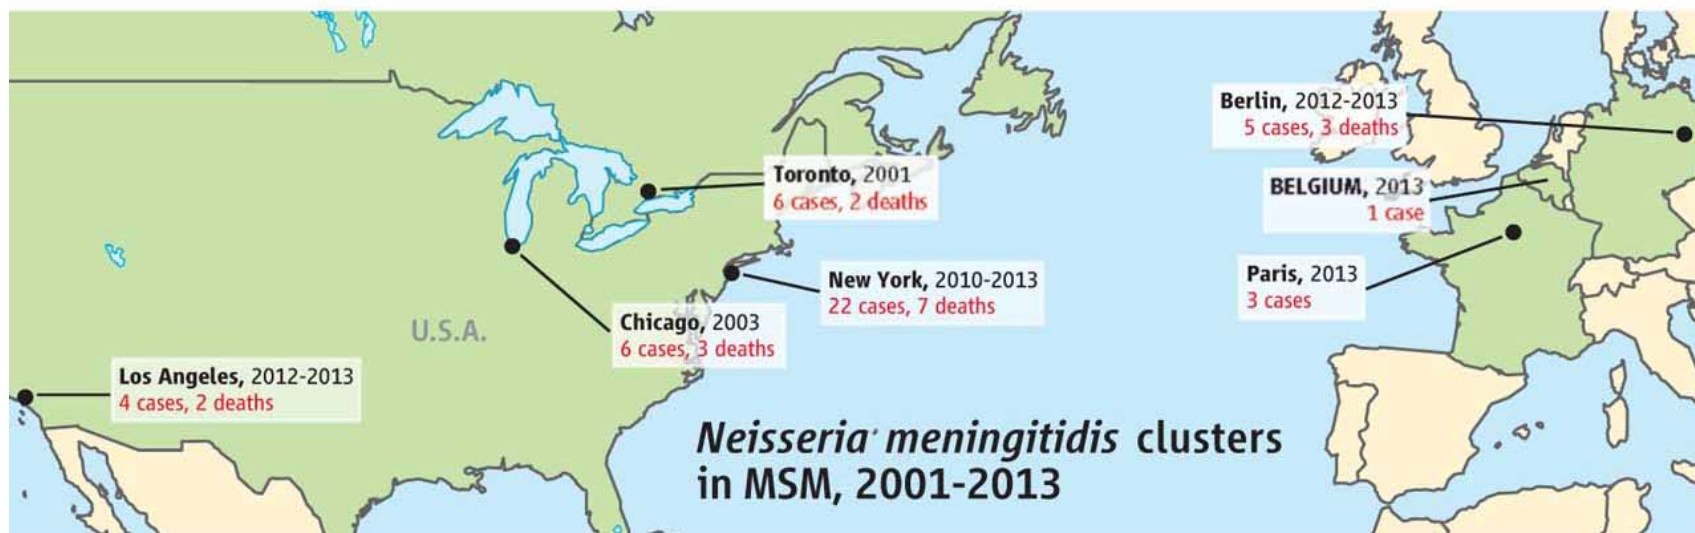 Berlin, 2012-2013
5 cases, 3 deaths
Toronto, 2001
6 cases, 2 deaths
BELGIUM, 2013
1 case
New York, 2010-2013
22 cases, 7 deaths
Paris, 2013
3 cases
Chicago, 2003
6 cases, 3 deaths
U.S.A.
Los Angeles, 2012-2013
4 cases, 2 deaths
Neisseria meningitidis clusters
in MSM, 2001-2013